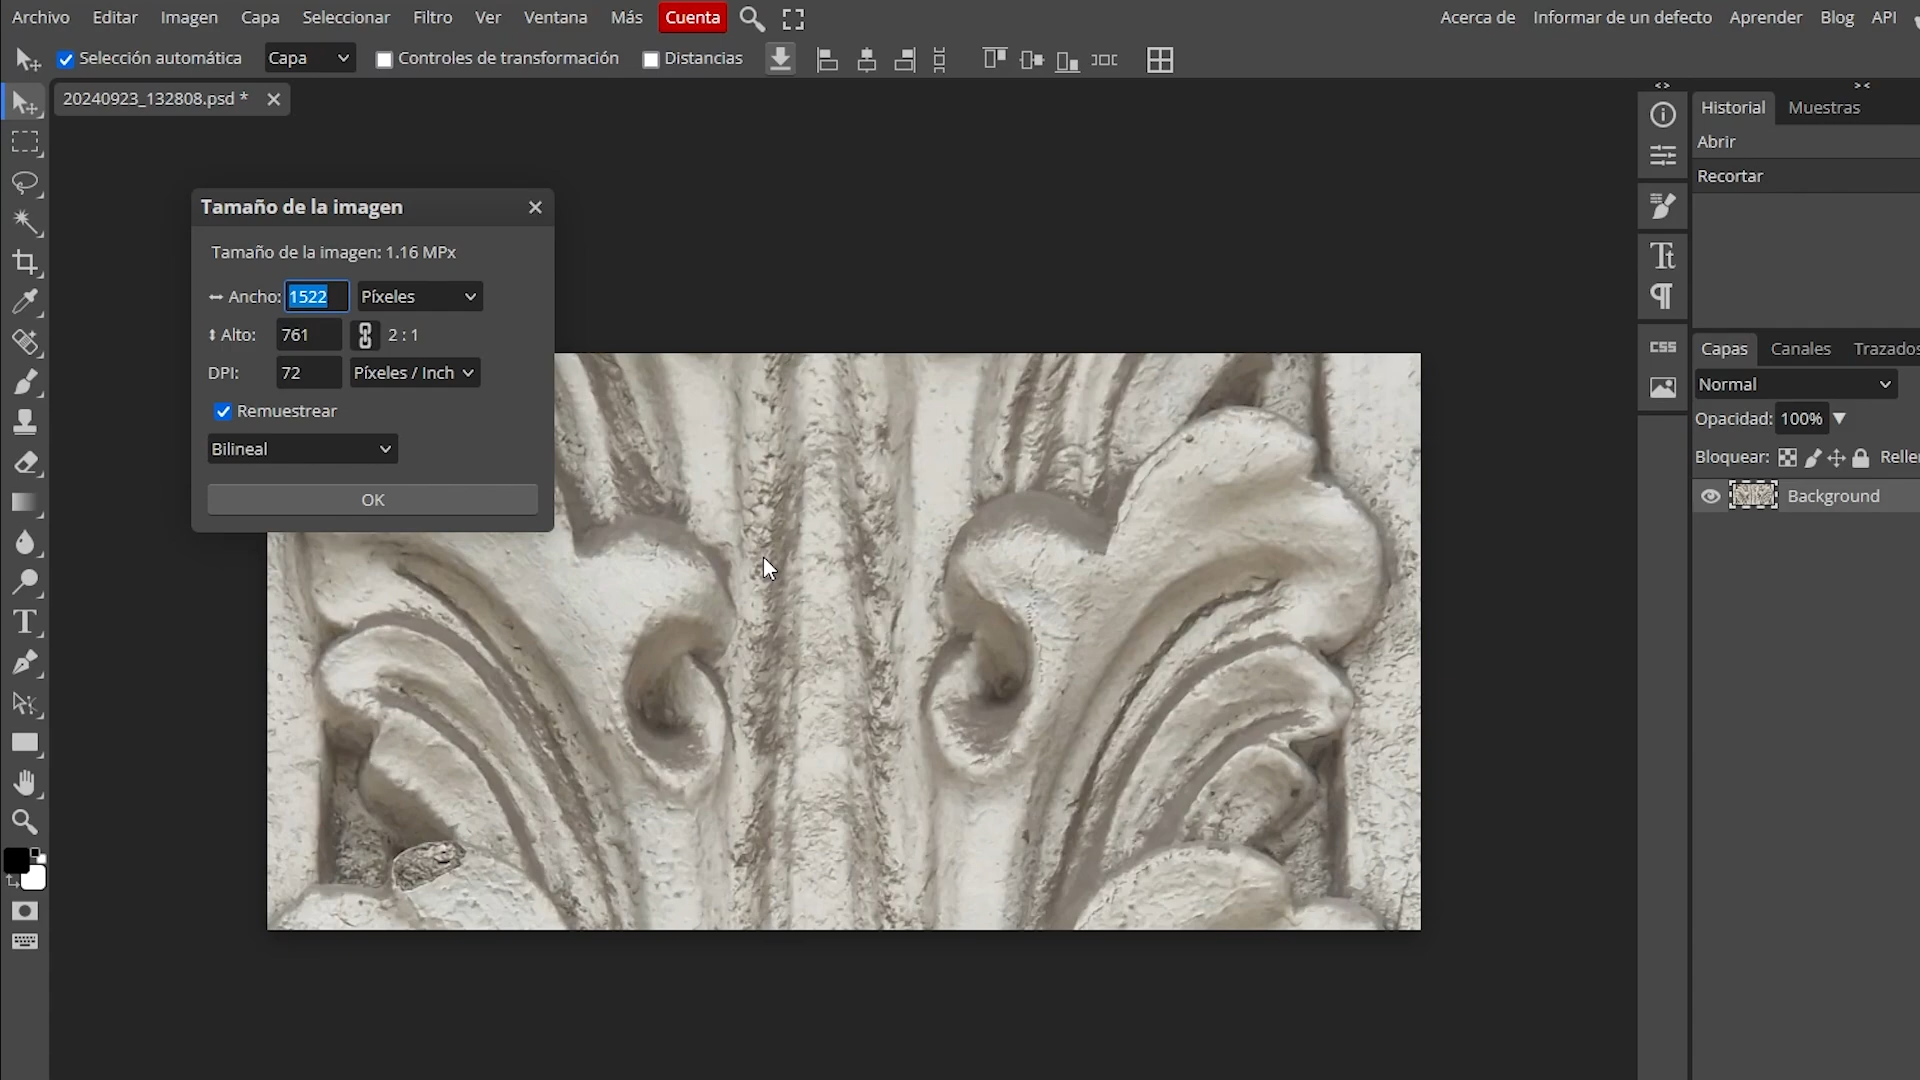 Archivo Editar Imagen Capa Seleccionar Filtro Ver Ventana Más Cuenta Acerca de Informar de un defecto Aprender Blog API
Selección automática Capa Controles de transformación Distancias
20240923_132808.psd *
Historial Muestras
Abrir
Recortar
Tamaño de la imagen
Tamaño de la imagen: 1.16 MPx
Ancho: 1522 Píxeles
Alto: 761 2 : 1
DPI: 72 Píxeles / Inch
Remuestrear
Bilineal
OK
CSS
Capas Canales Trazados
Normal
Opacidad: 100%
Bloquear:
Background